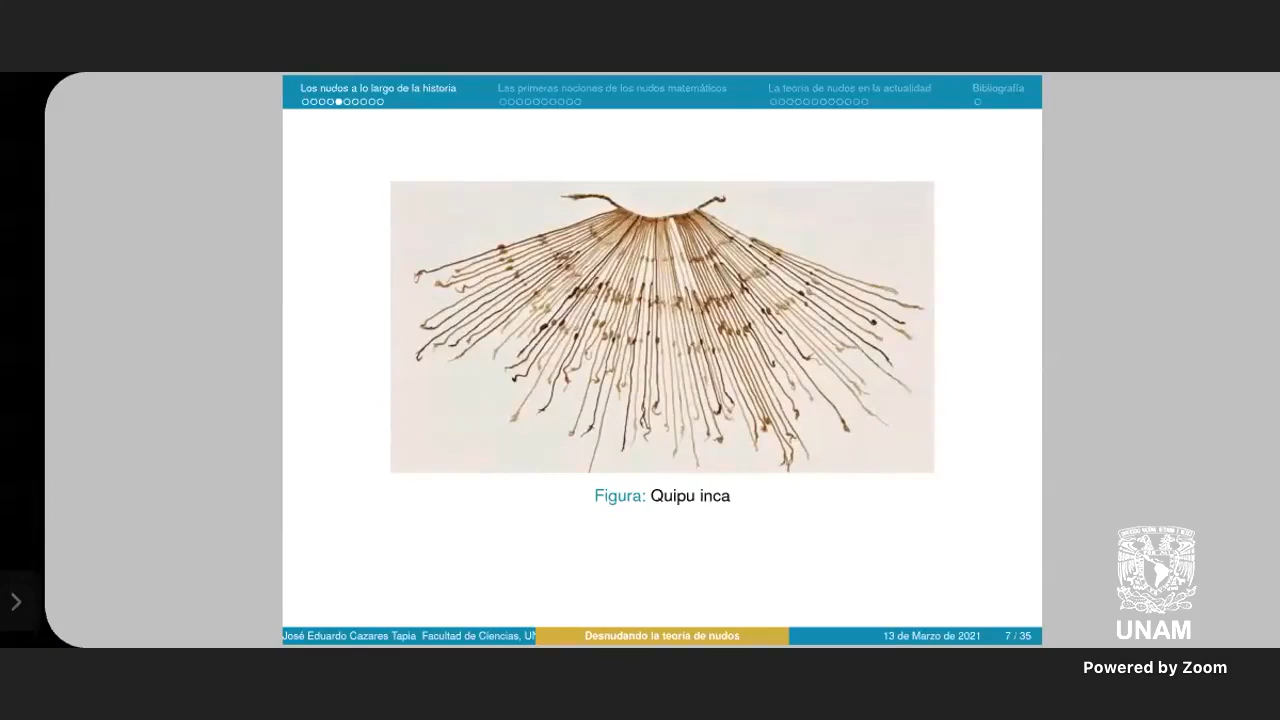 Los nudos a lo largo de la historia
Las primeras nociones de los nudos matemáticos
La teoría de nudos en la actualidad
Bibliografía
Figura: Quipu inca
José Eduardo Cazares Tapia Facultad de Ciencias, UN
Desnudando la teoría de nudos
13 de Marzo de 2021
7 / 35
UNAM
Powered by Zoom